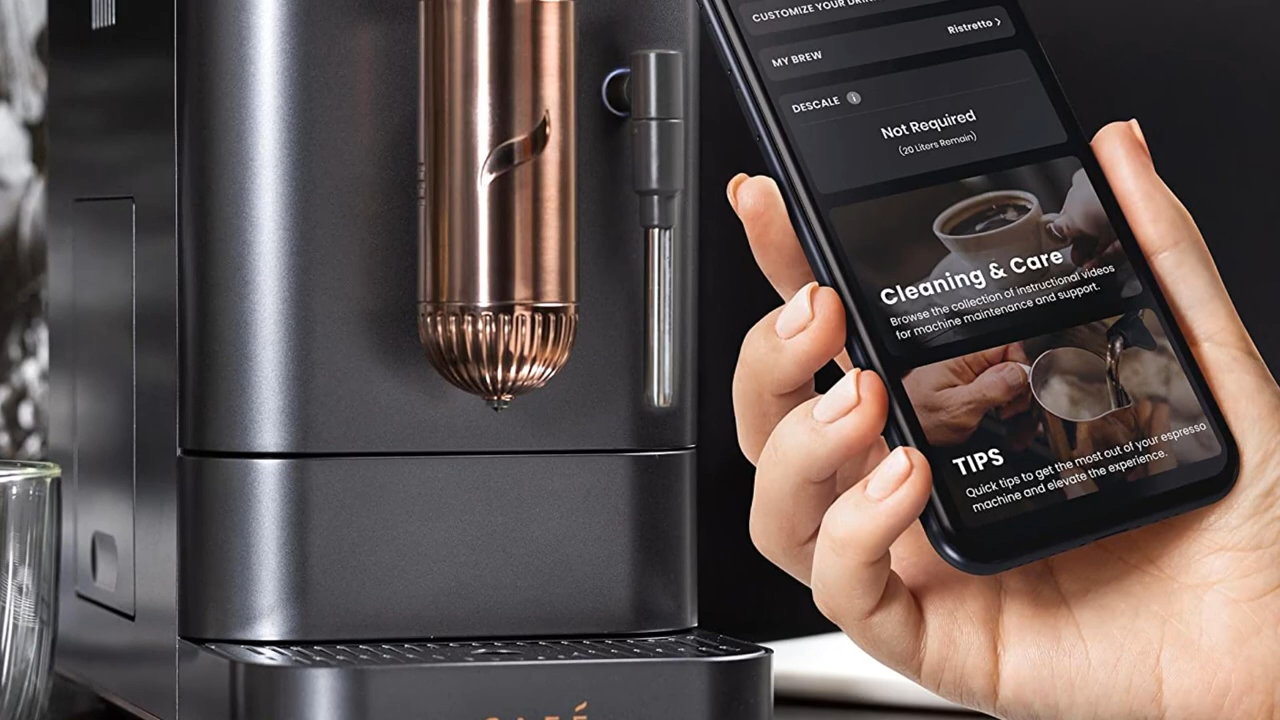 CUSTOMIZE YOUR DRINK
MY BREW
Ristretto >
DESCALE
Not Required
(20 Liters Remain)
Cleaning & Care
Browse the collection of instructional videos
for machine maintenance and support.
TIPS
Quick tips to get the most out of your espresso
machine and elevate the experience.
CAFÉ